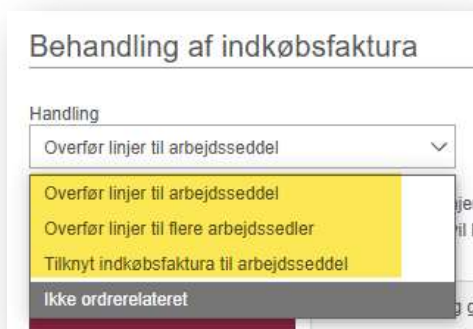 Behandling af indkøbsfaktura
Handling
Overfør linjer til arbejdsseddel
Overfør linjer til arbejdsseddel
Overfør linjer til flere arbejdssedler
Tilknyt indkøbsfaktura til arbejdsseddel
Ikke ordrerelateret